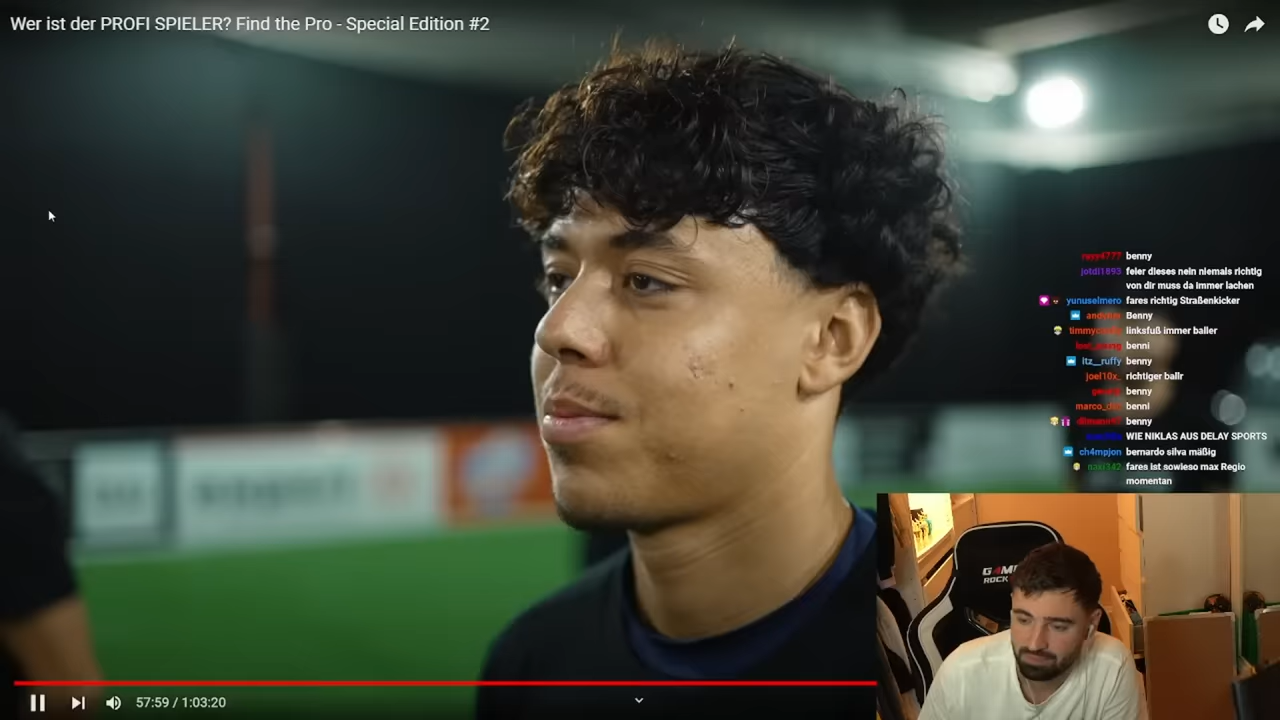 Wer ist der PROFI SPIELER? Find the Pro - Special Edition #2
benny
jotdl1893 feier dieses nein niemals richtig
von dir muss da immer lachen
yunuselmero fares richtig Straßenkicker
Benny
linksfuß immer baller
benni
itz__ruffy benny
joel10x_ richtiger ballr
benny
benni
benny
WIE NIKLAS AUS DELAY SPORTS
ch4mpjon bernardo silva mäßig
fares ist sowieso max Regio
momentan
57:59 / 1:03:20